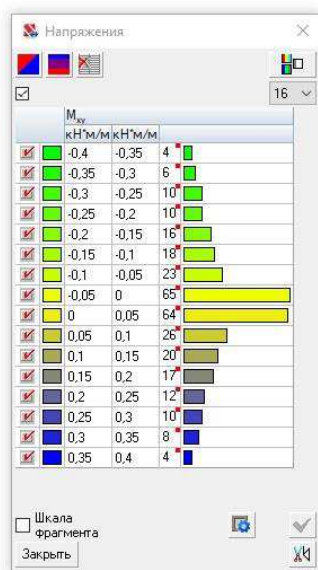 Напряжения
16
Mxy
кН*м/м кН*м/м
-0,4 -0,35 4
-0,35 -0,3 6
-0,3 -0,25 10
-0,25 -0,2 10
-0,2 -0,15 16
-0,15 -0,1 18
-0,1 -0,05 23
-0,05 0 65
0 0,05 64
0,05 0,1 26
0,1 0,15 20
0,15 0,2 17
0,2 0,25 12
0,25 0,3 10
0,3 0,35 8
0,35 0,4 4
Шкала
фрагмента
Закрыть